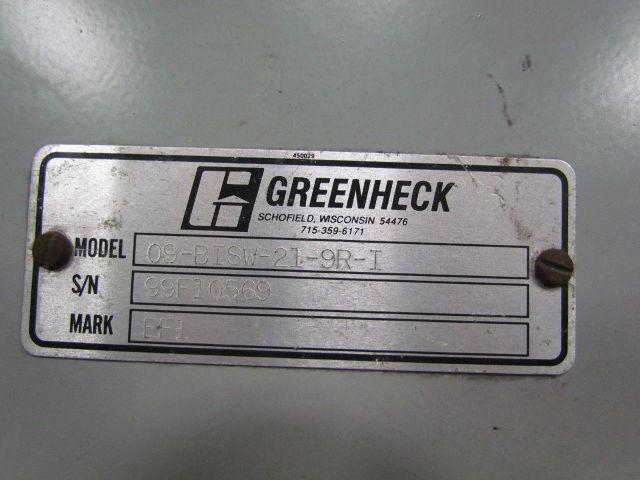 450029
GREENHECK
SCHOFIELD, WISCONSIN 54476
715-359-6171
MODEL 09-BISW-21-9R-I
S/N 99F10569
MARK EF1